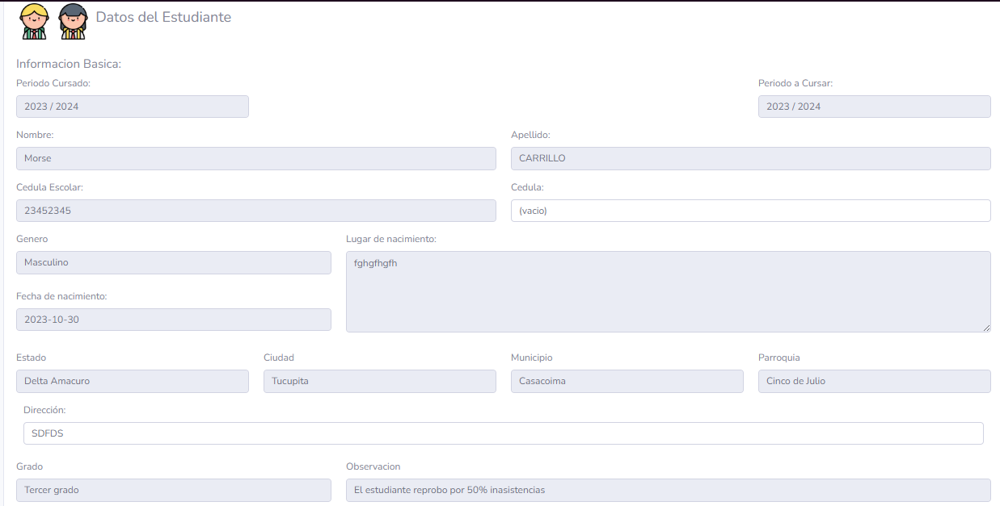 Datos del Estudiante
Informacion Basica:
Periodo Cursado: Periodo a Cursar:
2023 / 2024 2023 / 2024
Nombre: Apellido:
Morse CARRILLO
Cedula Escolar: Cedula:
23452345 (vacio)
Genero Lugar de nacimiento:
Masculino fghgfhgfh
Fecha de nacimiento:
2023-10-30
Estado Ciudad Municipio Parroquia
Delta Amacuro Tucupita Casacoima Cinco de Julio
Dirección:
SDFDS
Grado Observacion
Tercer grado El estudiante reprobo por 50% inasistencias